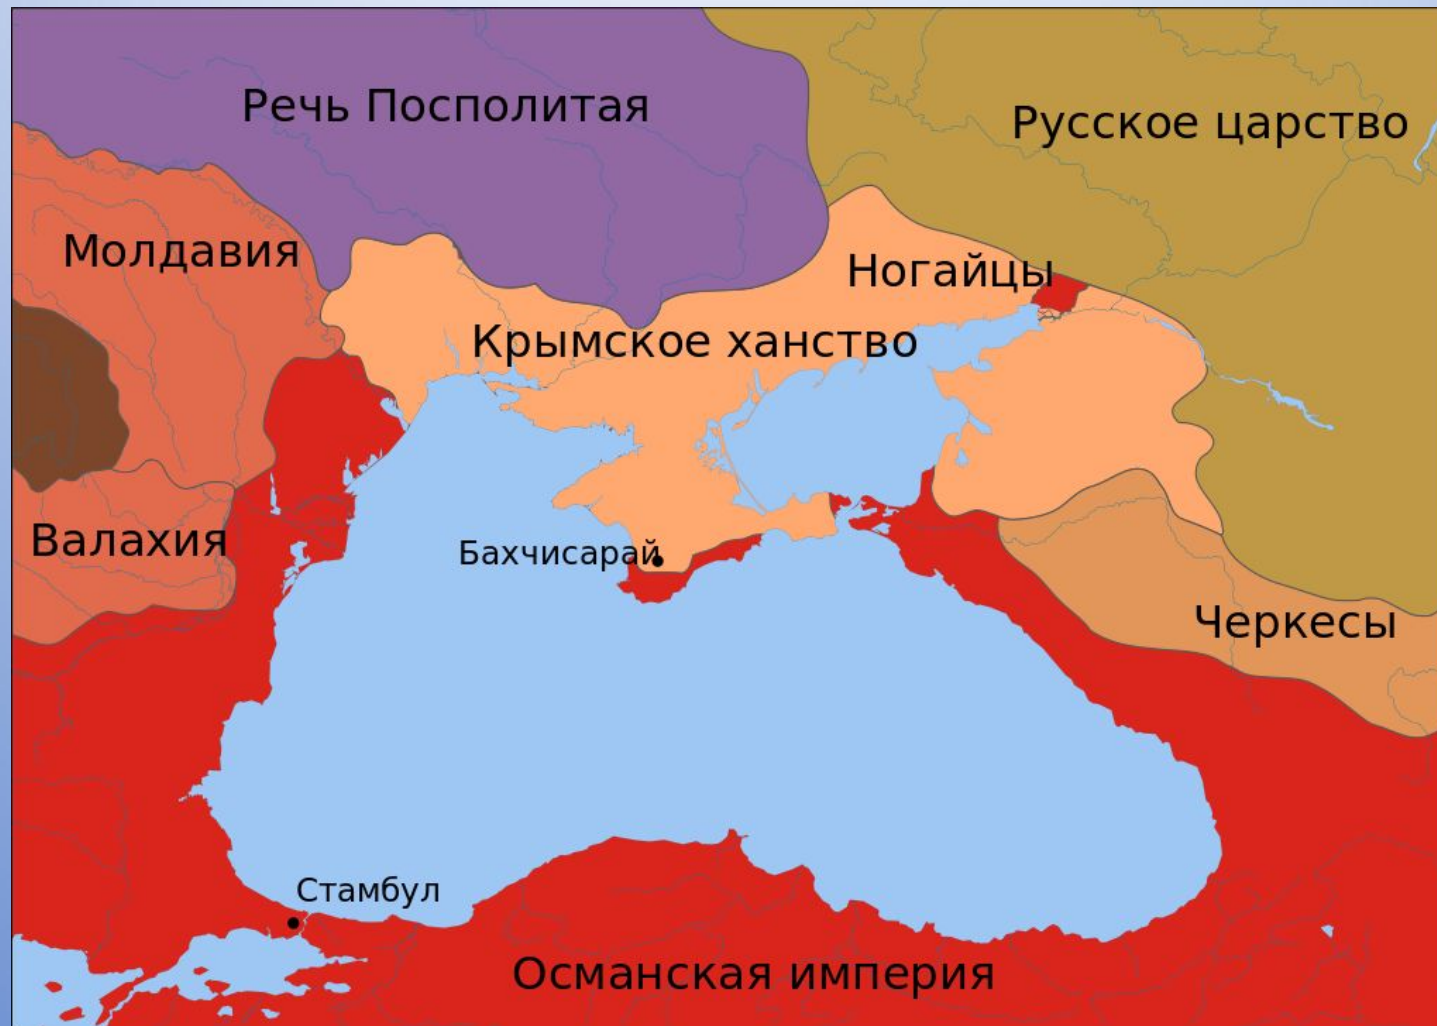 Речь Посполитая
Русское царство
Молдавия
Ногайцы
Крымское ханство
Валахия
Бахчисарай
Черкесы
Стамбул
Османская империя